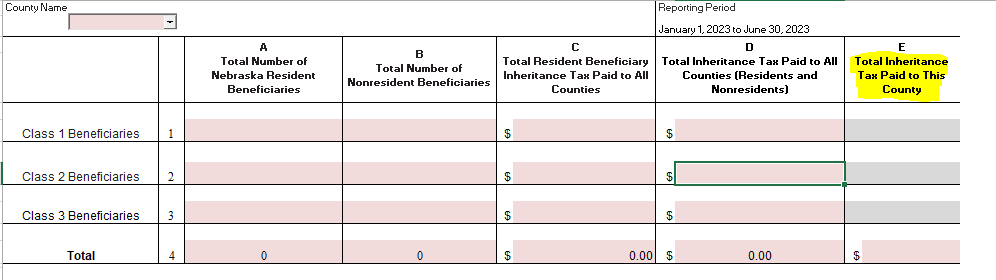 County Name
Reporting Period
January 1, 2023 to June 30, 2023
A
Total Number of
Nebraska Resident
Beneficiaries
B
Total Number of
Nonresident Beneficiaries
C
Total Resident Beneficiary
Inheritance Tax Paid to All
Counties
D
Total Inheritance Tax Paid to All
Counties (Residents and
Nonresidents)
E
Total Inheritance
Tax Paid to This
County
Class 1 Beneficiaries 1 $ $
Class 2 Beneficiaries 2 $ $
Class 3 Beneficiaries 3 $ $
Total 4 0 0 $ 0.00 $ 0.00 $